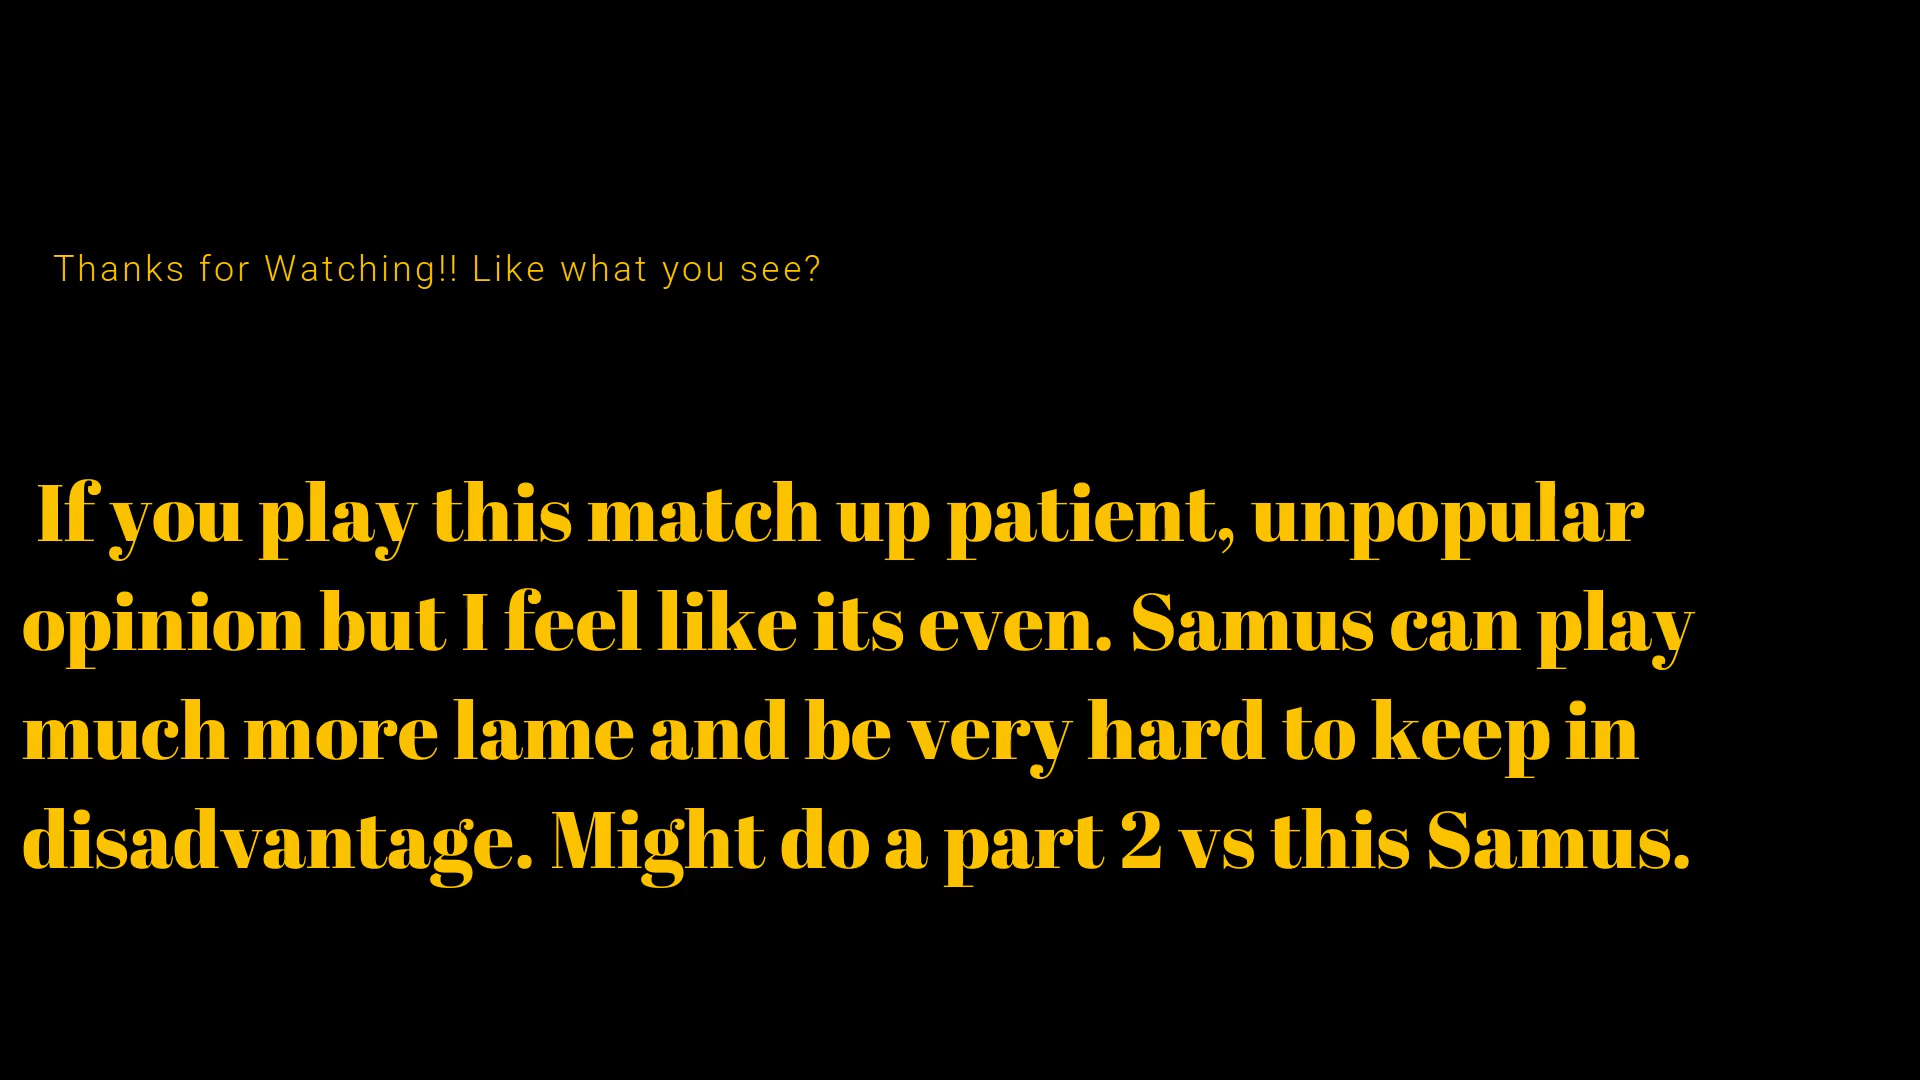 Thanks for Watching!! Like what you see?
If you play this match up patient, unpopular
opinion but I feel like its even. Samus can play
much more lame and be very hard to keep in
disadvantage. Might do a part 2 vs this Samus.